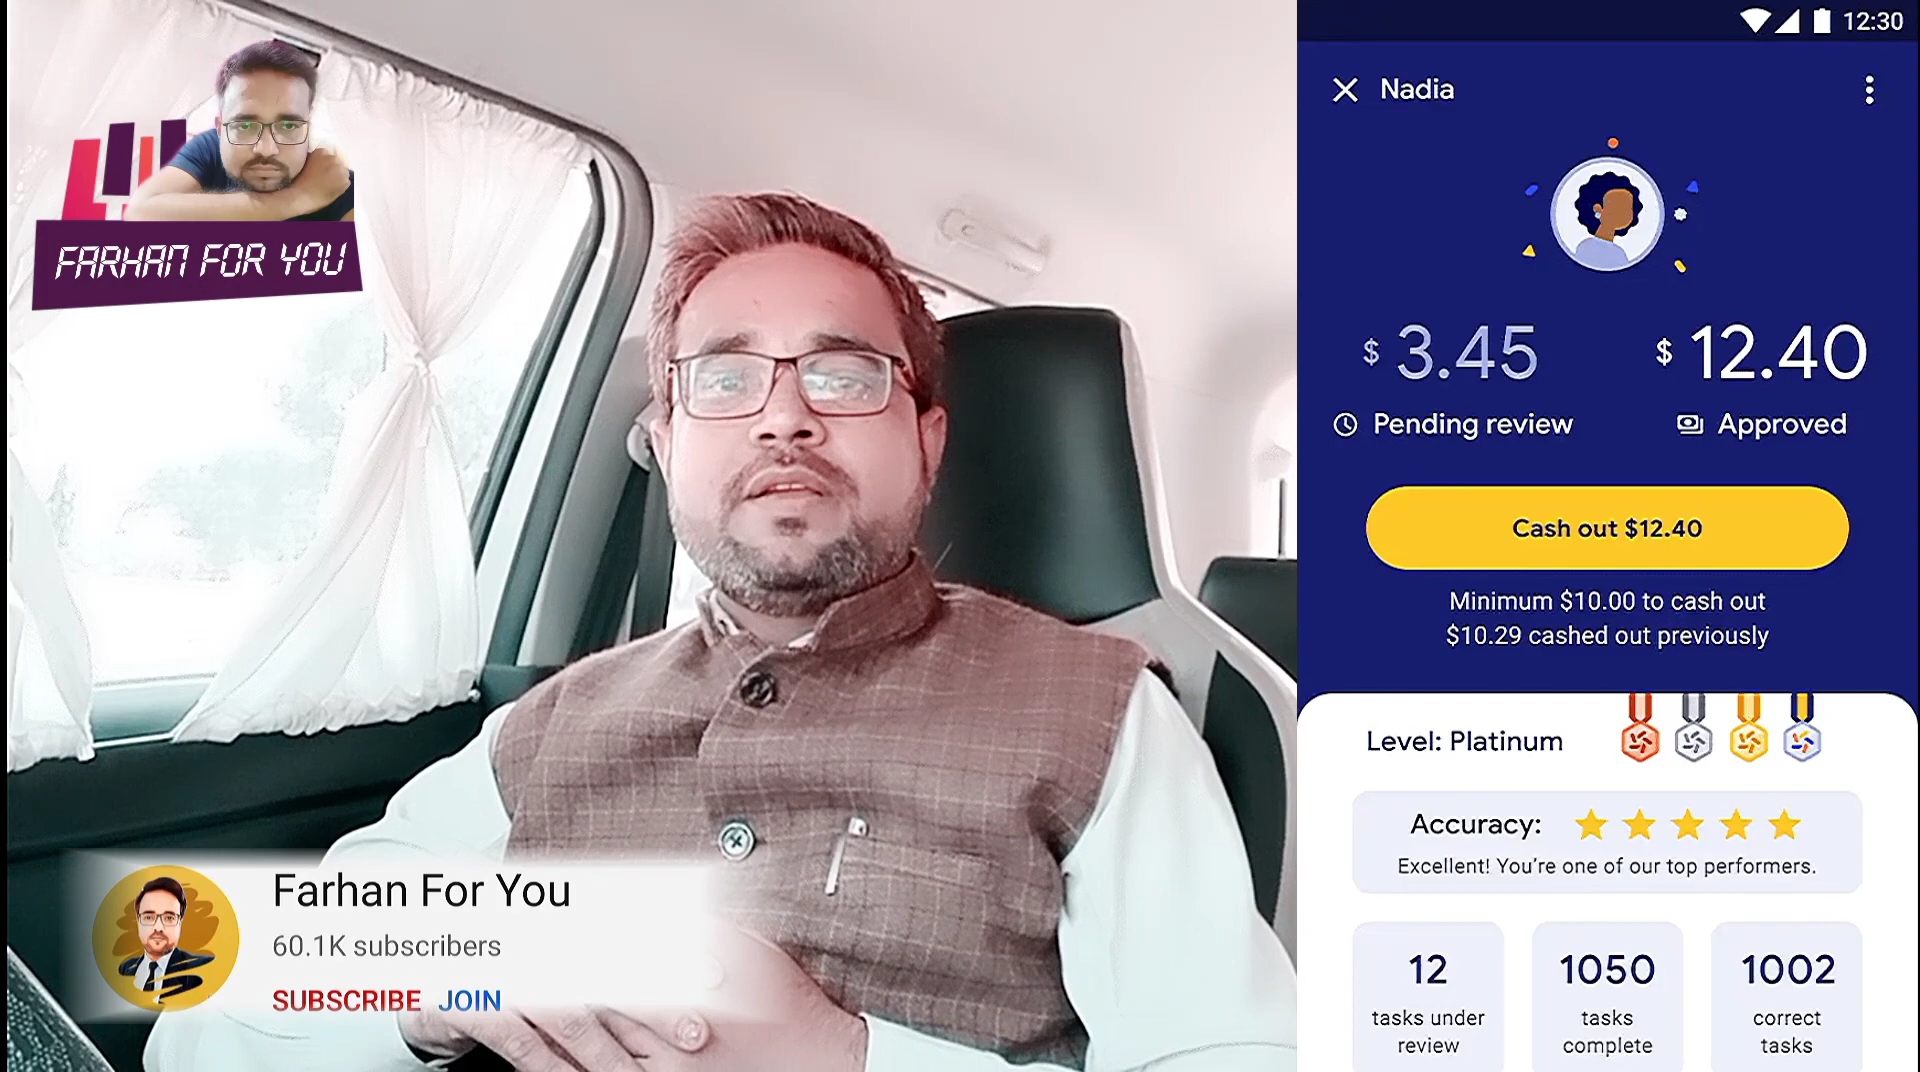 FARHAN FOR YOU
Farhan For You
60.1K subscribers
SUBSCRIBE JOIN
12:30
Nadia
$ 3.45 $ 12.40
Pending review Approved
Cash out $12.40
Minimum $10.00 to cash out
$10.29 cashed out previously
Level: Platinum
Accuracy:
Excellent! You're one of our top performers.
12 1050 1002
tasks under tasks correct
review complete tasks